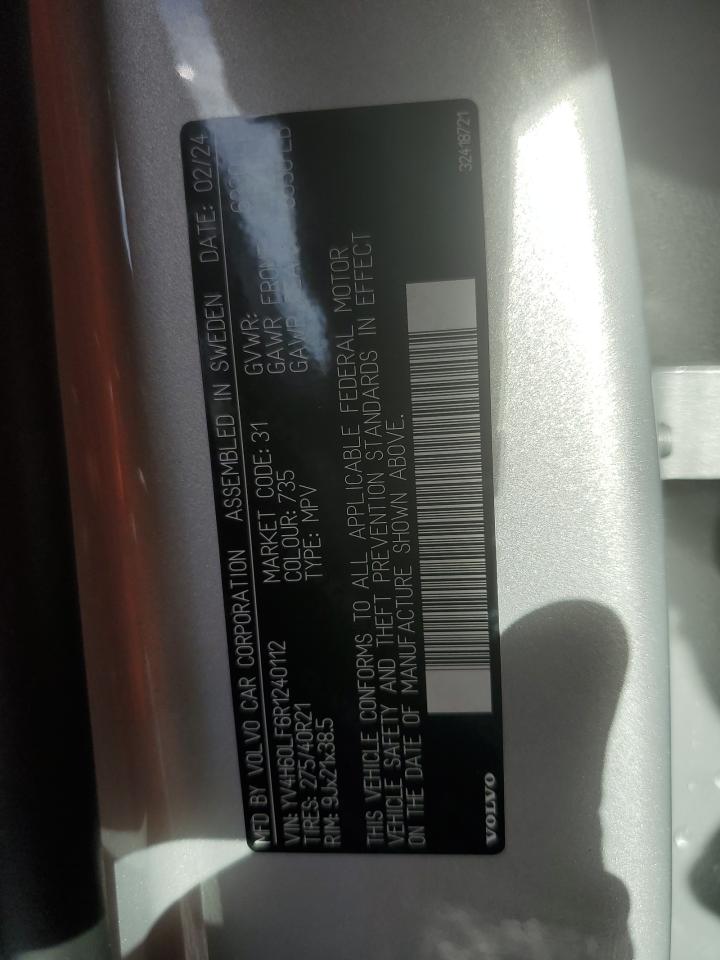 MFD BY VOLVO CAR CORPORATION ASSEMBLED IN SWEDEN DATE: 02/24
VIN: YV4H60LF6R1240112 MARKET CODE: 31 GVWR:
TIRES: 275/40R21 COLOUR: 735 GAWR FRONT
RIM: 9Jx21x38.5 TYPE: MPV GAWR
THIS VEHICLE CONFORMS TO ALL APPLICABLE FEDERAL MOTOR
VEHICLE SAFETY AND THEFT PREVENTION STANDARDS IN EFFECT
ON THE DATE OF MANUFACTURE SHOWN ABOVE.
VOLVO
32418721